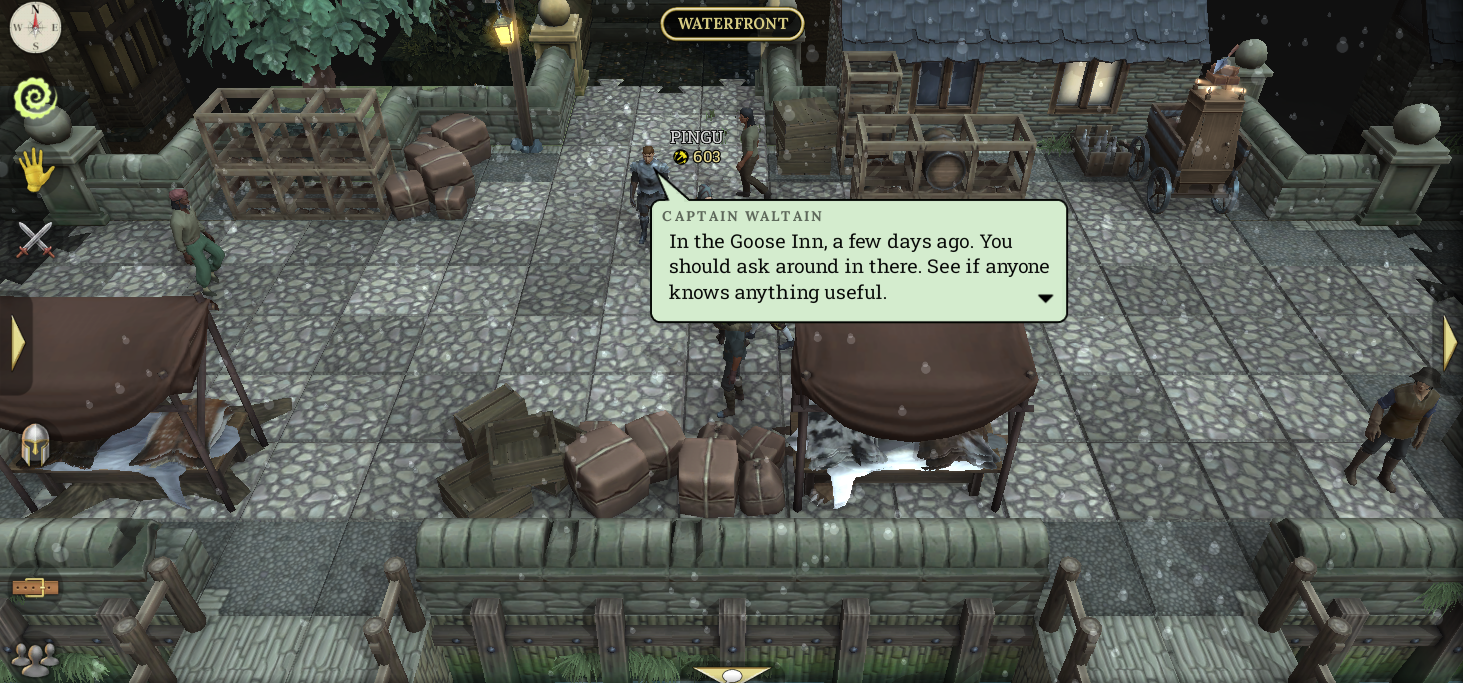 N
W E
S
WATERFRONT
PINGU
603
CAPTAIN WALTAIN
In the Goose Inn, a few days ago. You
should ask around in there. See if anyone
knows anything useful.